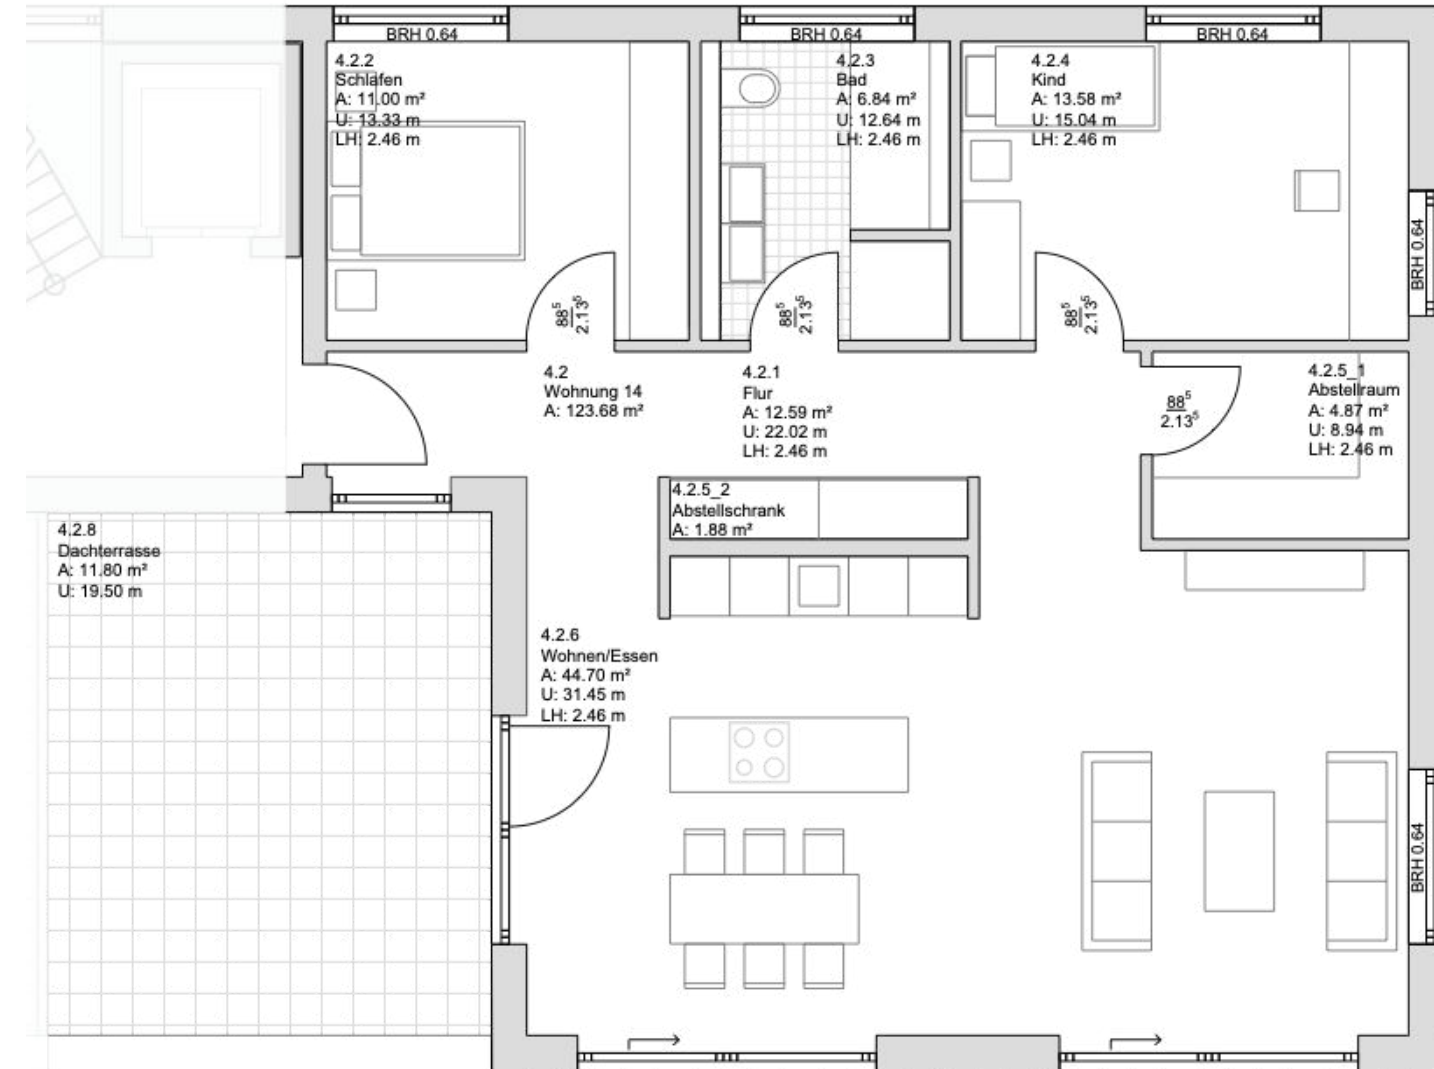 BRH 0.64
BRH 0.64
BRH 0.64
4.2.2
Schlafen
A: 11.00 m²
U: 13.33 m
LH: 2.46 m
4.2.3
Bad
A: 6.84 m²
U: 12.64 m
LH: 2.46 m
4.2.4
Kind
A: 13.58 m²
U: 15.04 m
LH: 2.46 m
BRH 0.64
88⁵
2.13⁵
88⁵
2.13⁵
88⁵
2.13⁵
4.2
Wohnung 14
A: 123.68 m²
4.2.1
Flur
A: 12.59 m²
U: 22.02 m
LH: 2.46 m
88⁵
2.13⁵
4.2.5_1
Abstellraum
A: 4.87 m²
U: 8.94 m
LH: 2.46 m
4.2.5_2
Abstellschrank
A: 1.88 m²
4.2.8
Dachterrasse
A: 11.80 m²
U: 19.50 m
4.2.6
Wohnen/Essen
A: 44.70 m²
U: 31.45 m
LH: 2.46 m
BRH 0.64